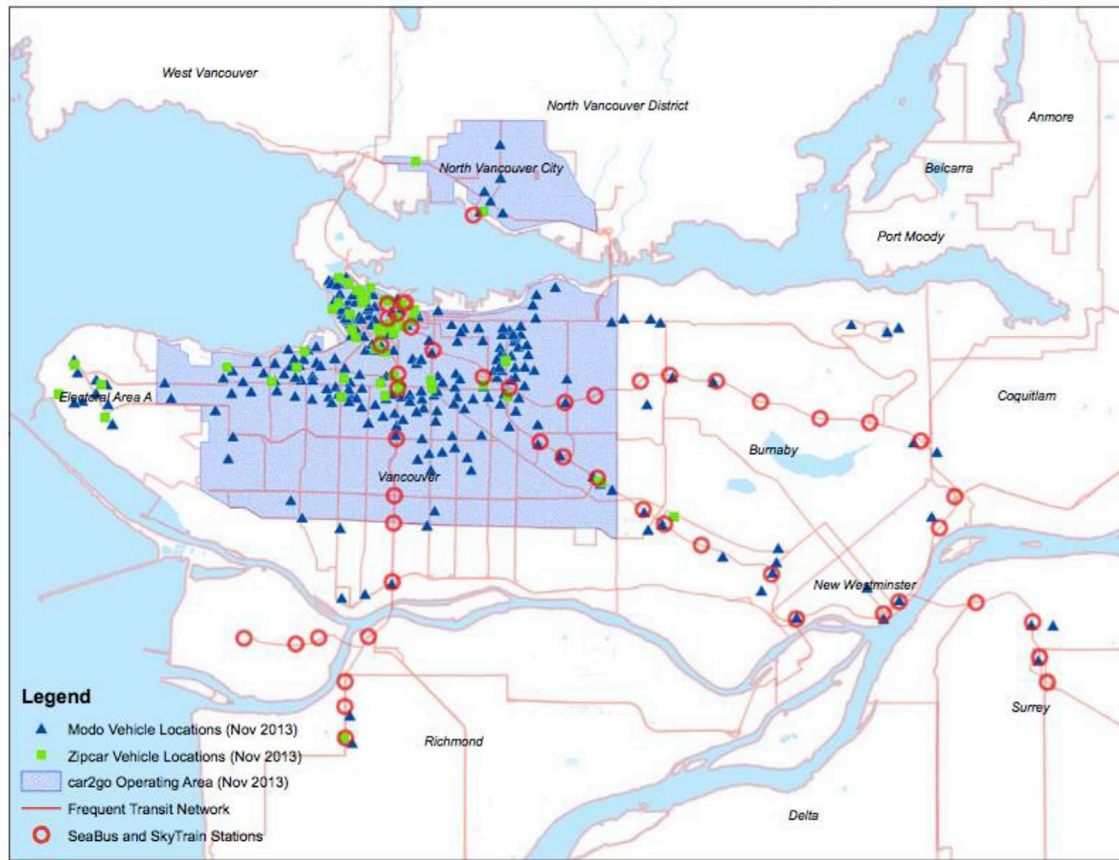 West Vancouver
North Vancouver District
Anmore
North Vancouver City
Belcarra
Port Moody
Electoral Area A
Coquitlam
Burnaby
Vancouver
New Westminster
Legend
Modo Vehicle Locations (Nov 2013)
Surrey
Richmond
Zipcar Vehicle Locations (Nov 2013)
car2go Operating Area (Nov 2013)
Frequent Transit Network
Delta
SeaBus and SkyTrain Stations